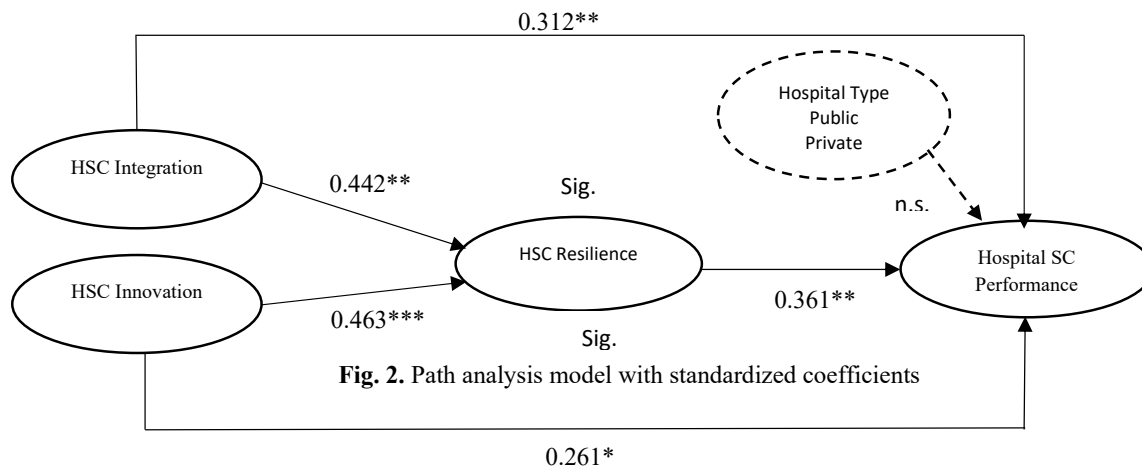 0.312**
Hospital Type
Public
Private
HSC Integration
0.442**
Sig.
n.s.
HSC Resilience
Hospital SC
Performance
HSC Innovation
0.361**
0.463***
Sig.
Fig. 2. Path analysis model with standardized coefficients
0.261*